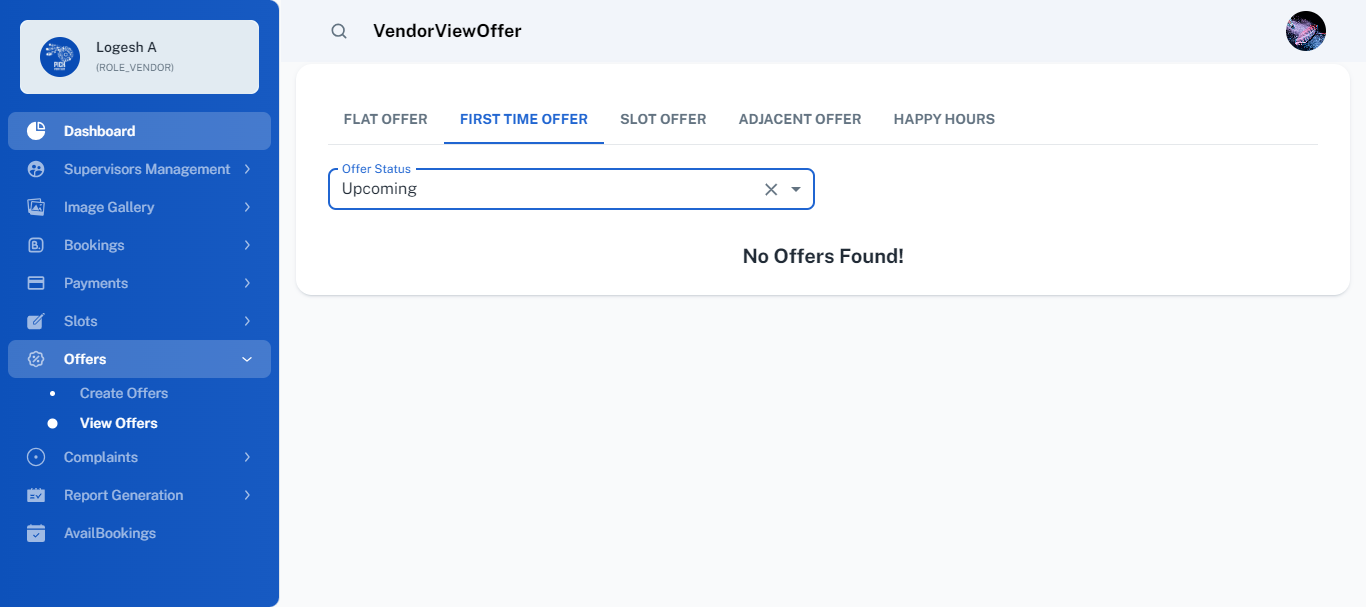 Logesh A
(ROLE_VENDOR)
Dashboard
Supervisors Management
Image Gallery
Bookings
Payments
Slots
Offers
Create Offers
View Offers
Complaints
Report Generation
AvailBookings
VendorViewOffer
FLAT OFFER
FIRST TIME OFFER
SLOT OFFER
ADJACENT OFFER
HAPPY HOURS
Offer Status
Upcoming
No Offers Found!